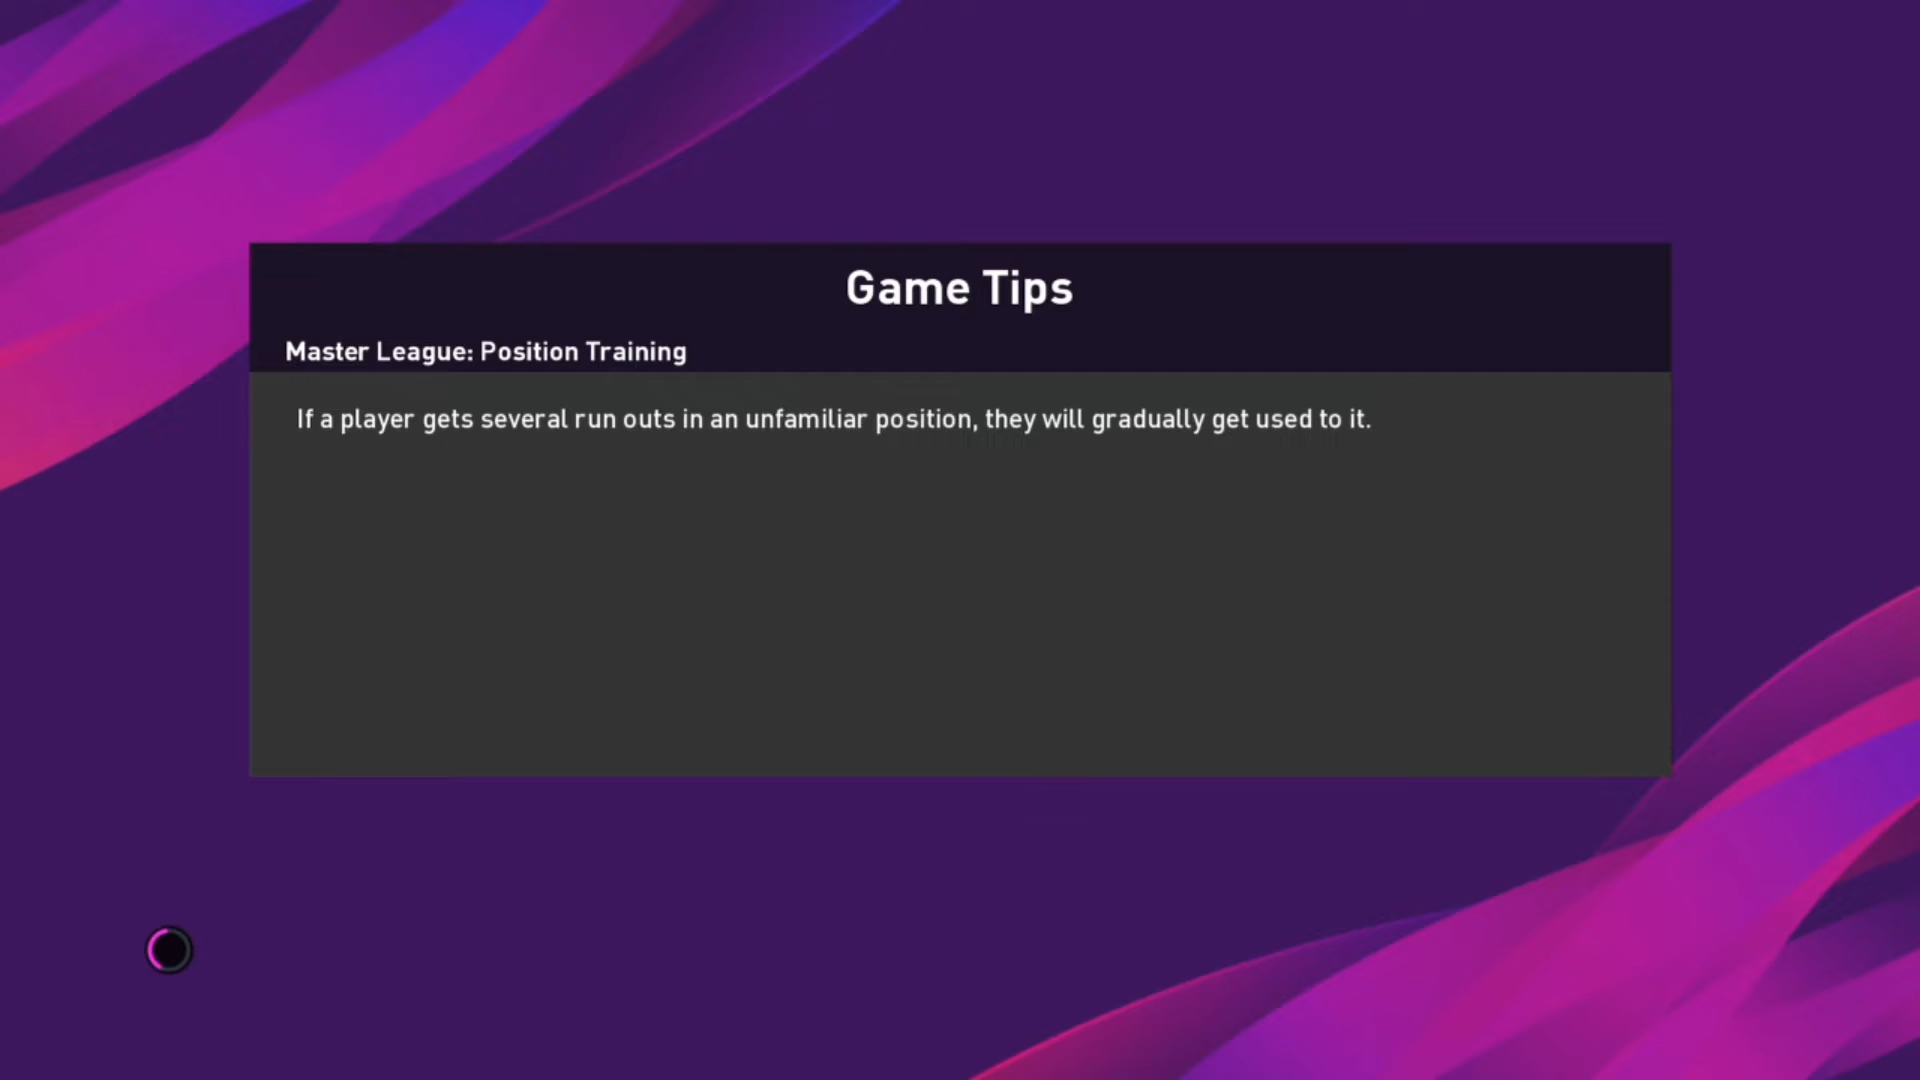 Game Tips
Master League: Position Training
If a player gets several run outs in an unfamiliar position, they will gradually get used to it.